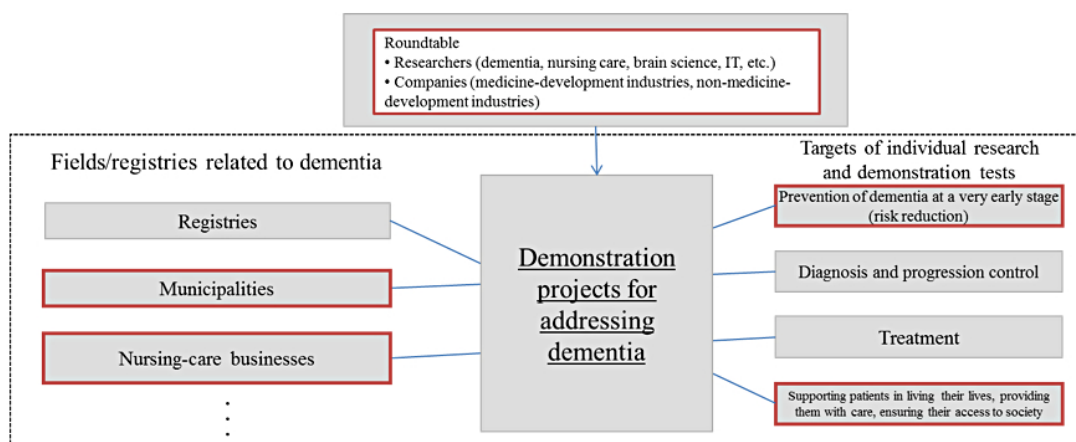 Roundtable
• Researchers (dementia, nursing care, brain science, IT, etc.)
• Companies (medicine-development industries, non-medicine-
development industries)
Fields/registries related to dementia
Registries
Municipalities
Nursing-care businesses
Demonstration
projects for
addressing
dementia
Targets of individual research
and demonstration tests
Prevention of dementia at a very early stage
(risk reduction)
Diagnosis and progression control
Treatment
Supporting patients in living their lives, providing
them with care, ensuring their access to society